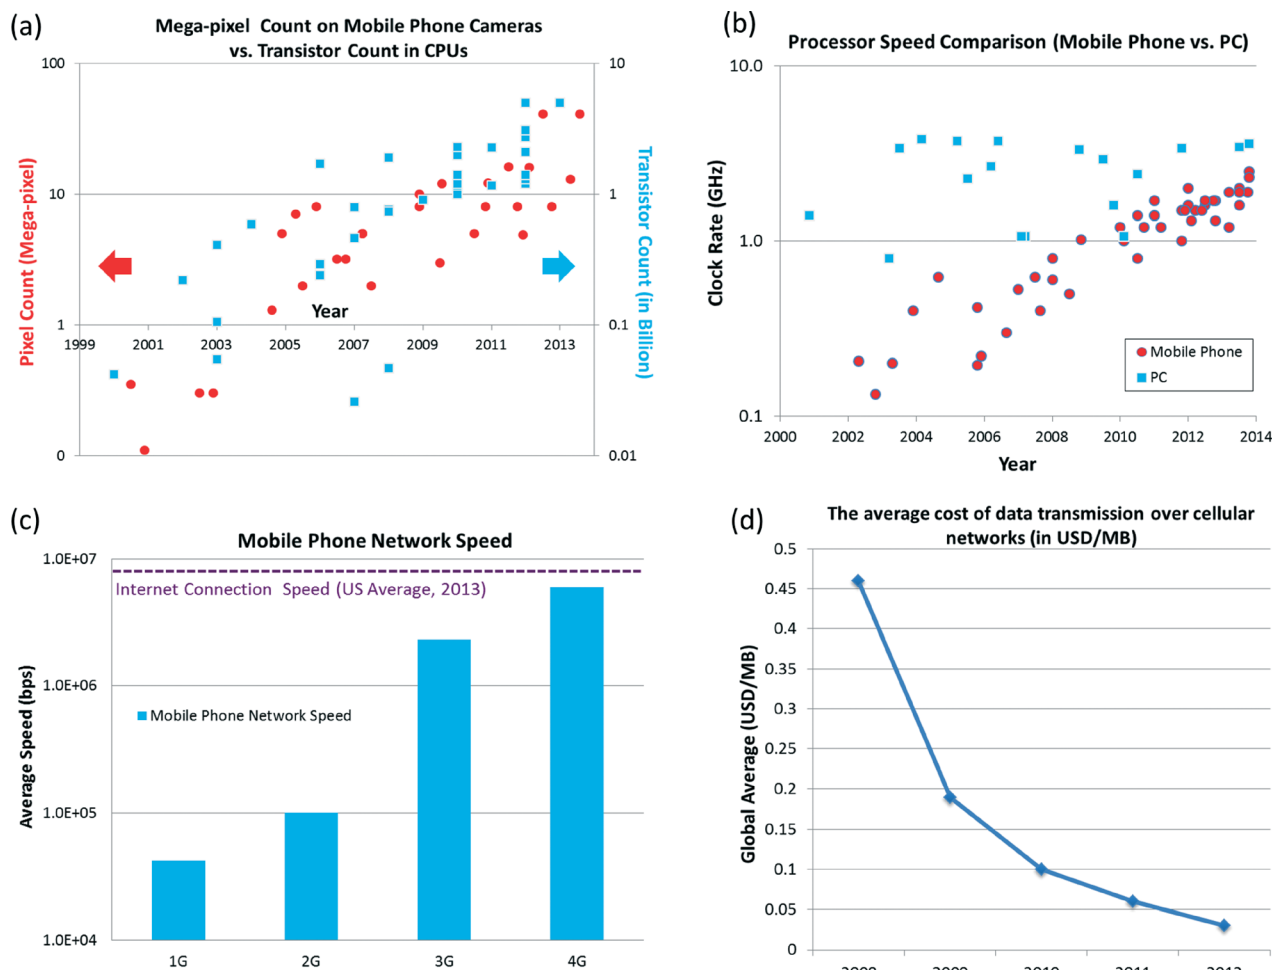 (a)
Mega-pixel Count on Mobile Phone Cameras
vs. Transistor Count in CPUs
100
10
1
0
10
1
0.1
0.01
Pixel Count (Mega-pixel)
Transistor Count (in Billion)
Year
1999 2001 2003 2005 2007 2009 2011 2013
(b)
Processor Speed Comparison (Mobile Phone vs. PC)
10.0
1.0
0.1
Clock Rate (GHz)
Mobile Phone
PC
2000 2002 2004 2006 2008 2010 2012 2014
Year
(c)
Mobile Phone Network Speed
1.0E+07
1.0E+06
1.0E+05
1.0E+04
Average Speed (bps)
Internet Connection Speed (US Average, 2013)
Mobile Phone Network Speed
1G 2G 3G 4G
(d)
The average cost of data transmission over cellular
networks (in USD/MB)
0.5
0.45
0.4
0.35
0.3
0.25
0.2
0.15
0.1
0.05
0
Global Average (USD/MB)